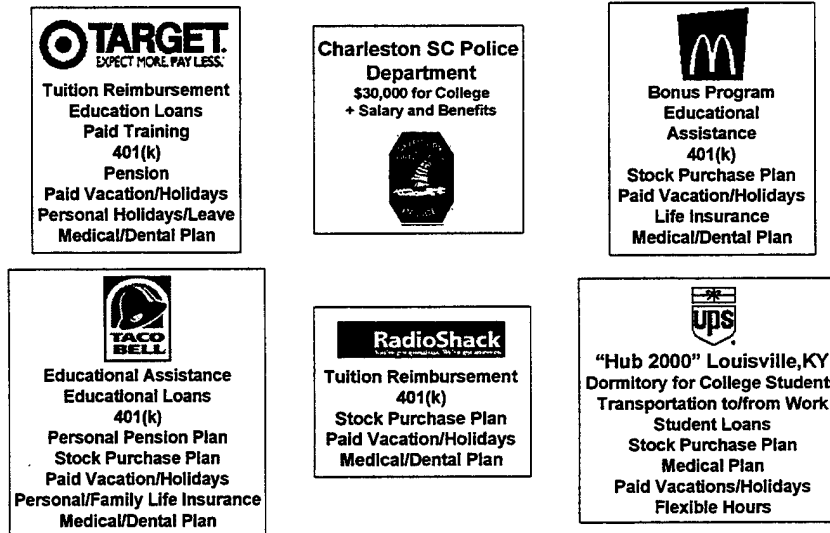 TARGET.
EXPECT MORE. PAY LESS.
Tuition Reimbursement
Education Loans
Paid Training
401(k)
Pension
Paid Vacation/Holidays
Personal Holidays/Leave
Medical/Dental Plan
Charleston SC Police
Department
$30,000 for College
+ Salary and Benefits
Bonus Program
Educational
Assistance
401(k)
Stock Purchase Plan
Paid Vacation/Holidays
Life Insurance
Medical/Dental Plan
TACO
BELL
Educational Assistance
Educational Loans
401(k)
Personal Pension Plan
Stock Purchase Plan
Paid Vacation/Holidays
Personal/Family Life Insurance
Medical/Dental Plan
RadioShack
Tuition Reimbursement
401(k)
Stock Purchase Plan
Paid Vacation/Holidays
Medical/Dental Plan
ups
"Hub 2000" Louisville,KY
Dormitory for College Student
Transportation to/from Work
Student Loans
Stock Purchase Plan
Medical Plan
Paid Vacations/Holidays
Flexible Hours